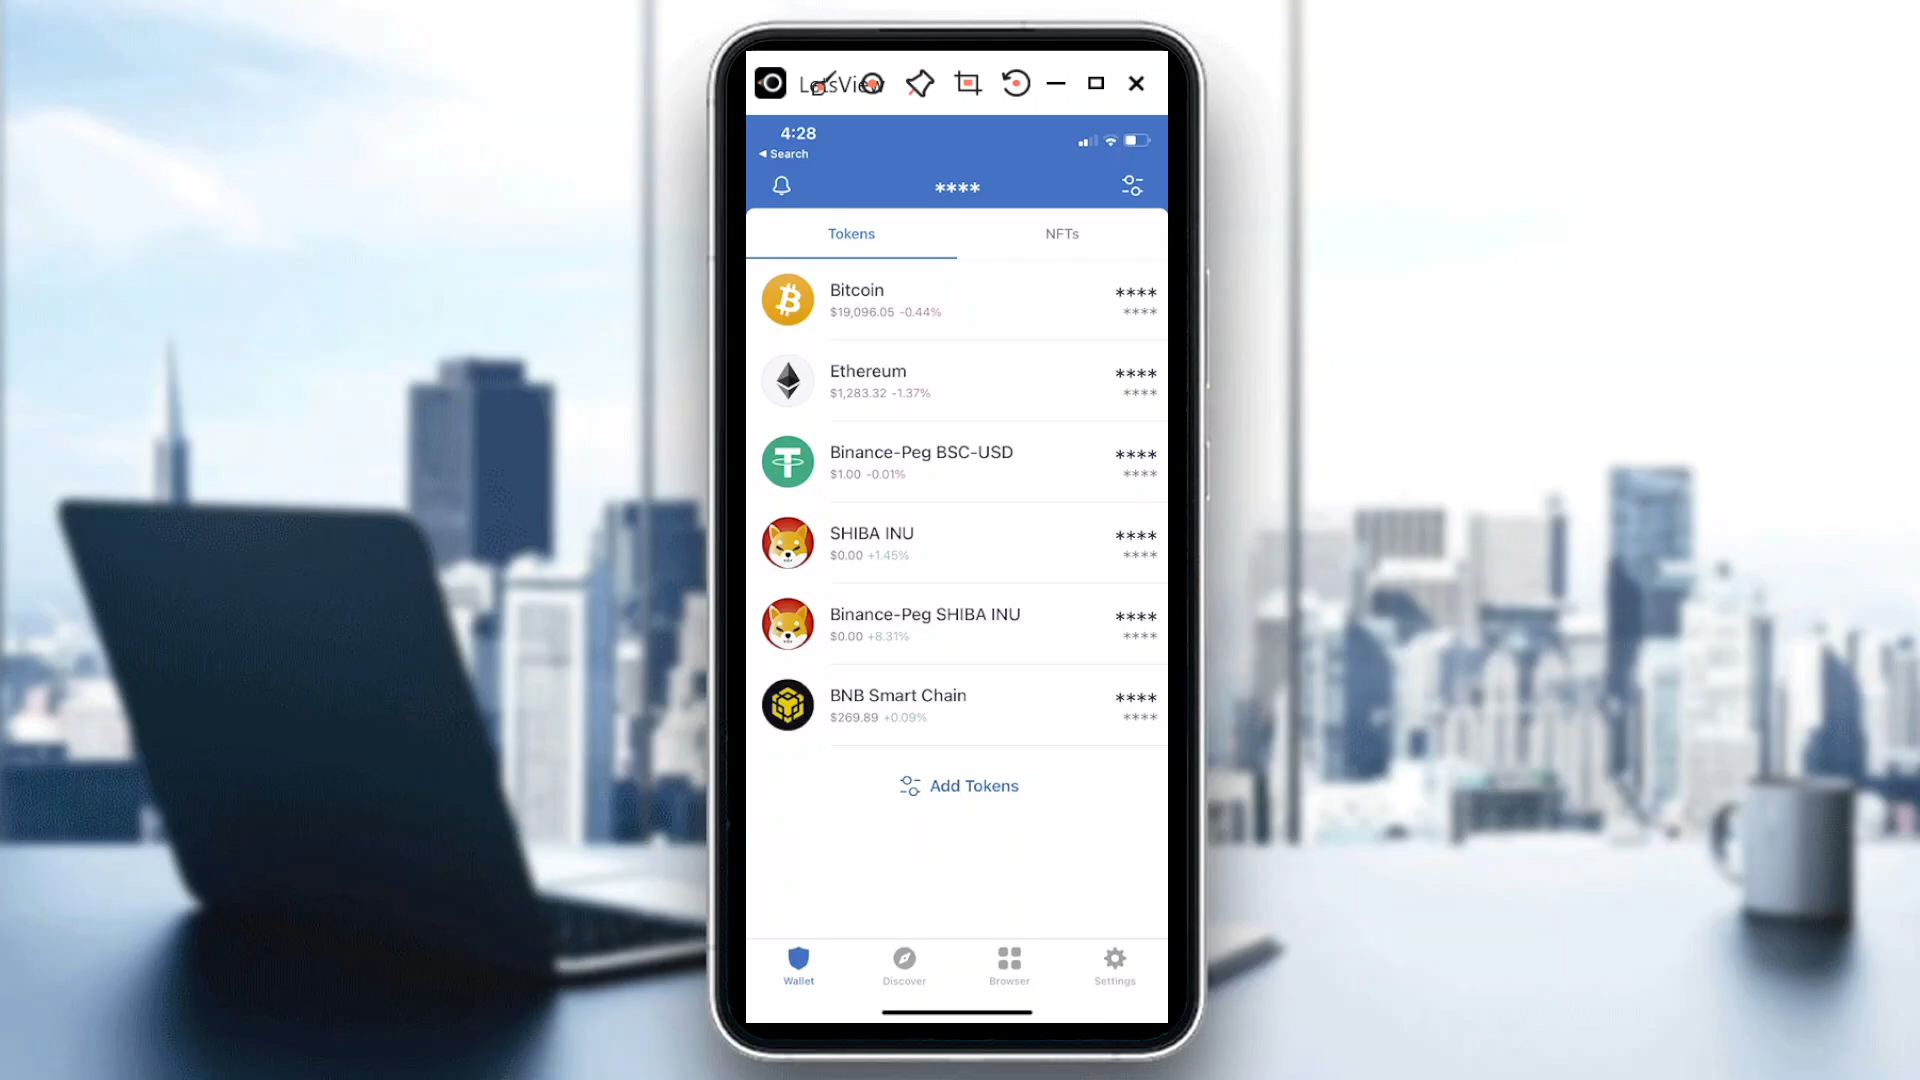 LetsView
4:28
◀ Search
****
Tokens
NFTs
Bitcoin
****
$19,096.05 -0.44%
****
Ethereum
****
$1,283.32 -1.37%
****
Binance-Peg BSC-USD
****
$1.00 -0.01%
****
SHIBA INU
****
$0.00 +1.45%
****
Binance-Peg SHIBA INU
****
$0.00 +8.31%
****
BNB Smart Chain
****
$269.89 +0.09%
****
Add Tokens
Wallet
Discover
Browser
Settings